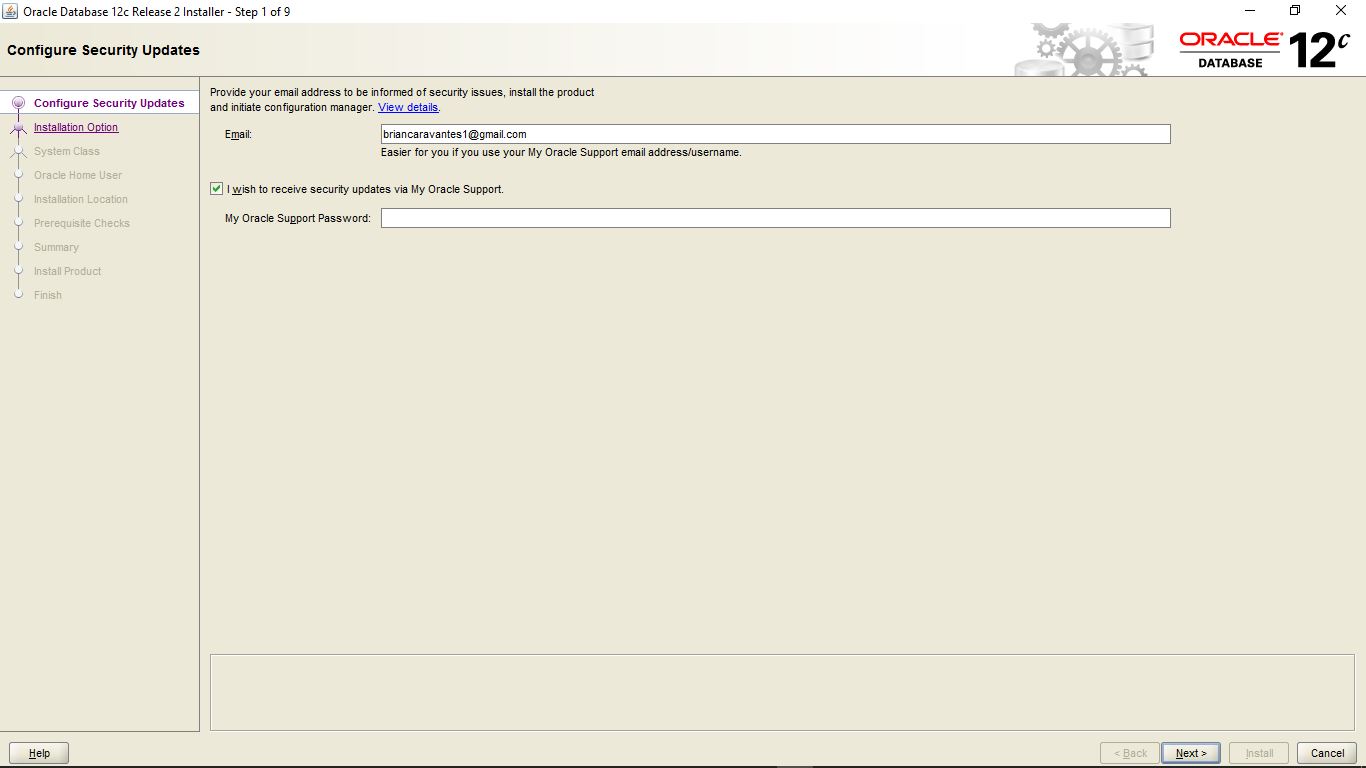 Oracle Database 12c Release 2 Installer - Step 1 of 9
Configure Security Updates
ORACLE
DATABASE
12c
Configure Security Updates
Installation Option
System Class
Oracle Home User
Installation Location
Prerequisite Checks
Summary
Install Product
Finish
Provide your email address to be informed of security issues, install the product
and initiate configuration manager. View details.
Email:
briancaravantes1@gmail.com
Easier for you if you use your My Oracle Support email address/username.
I wish to receive security updates via My Oracle Support.
My Oracle Support Password:
Help
< Back
Next >
Install
Cancel